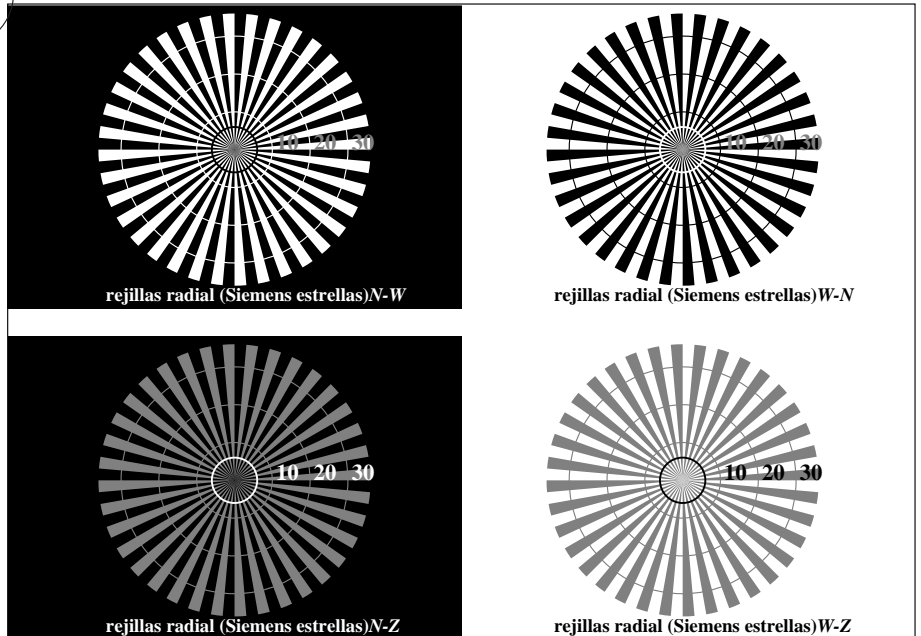 10 20 30
rejillas radial (Siemens estrellas)N-W
10 20 30
rejillas radial (Siemens estrellas)W-N
10 20 30
rejillas radial (Siemens estrellas)N-Z
10 20 30
rejillas radial (Siemens estrellas)W-Z